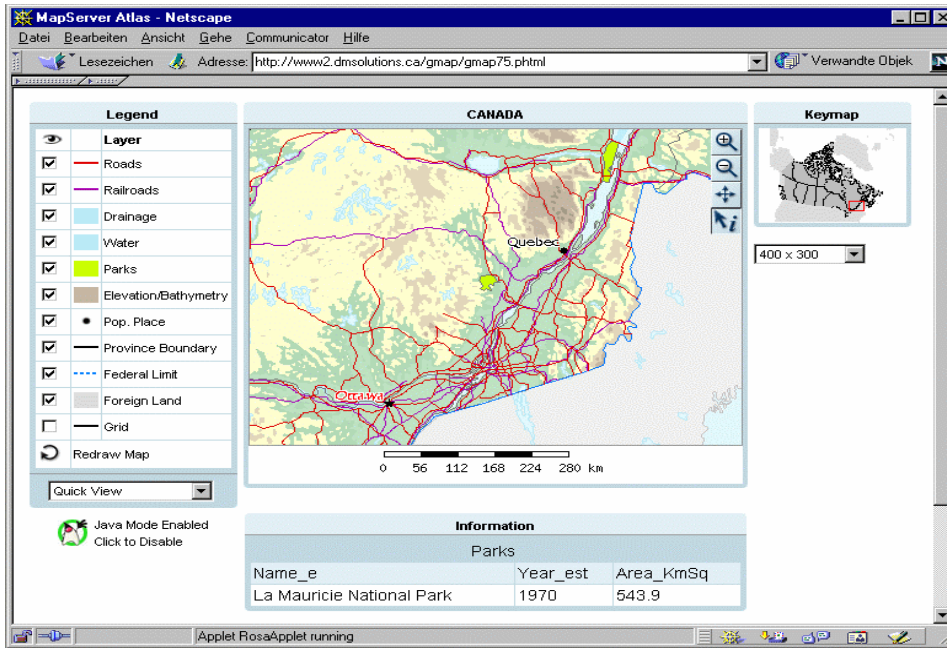 MapServer Atlas - Netscape
Datei Bearbeiten Ansicht Gehe Communicator Hilfe
Lesezeichen Adresse: http://www2.dmsolutions.ca/gmap/gmap75.phtml Verwandte Objek
Legend
Layer
Roads
Railroads
Drainage
Water
Parks
Elevation/Bathymetry
Pop. Place
Province Boundary
Federal Limit
Foreign Land
Grid
Redraw Map
Quick View
Java Mode Enabled
Click to Disable
CANADA
Quebec
Ottawa
0 56 112 168 224 280 km
Keymap
400 x 300
Information
Parks
Name_e Year_est Area_KmSq
La Mauricie National Park 1970 543.9
Applet RosaApplet running